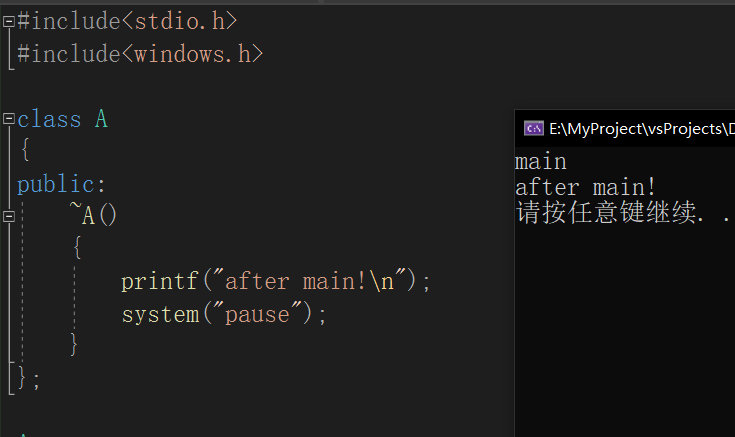 #include<stdio.h>
#include<windows.h>
class A
{
public:
~A()
{
printf("after main!\n");
system("pause");
}
};
E:\MyProject\vsProjects\D
main
after main!
请按任意键继续. .